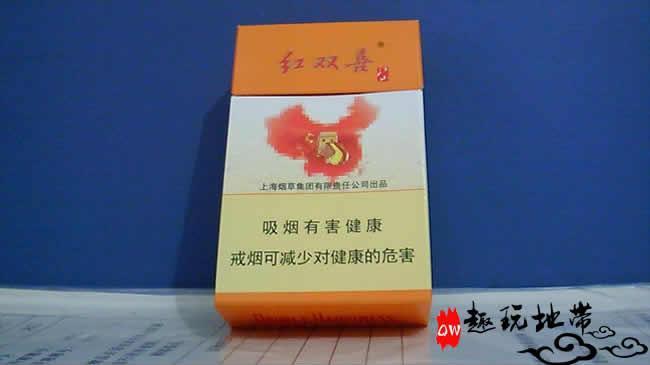 红双喜®
上海烟草集团有限责任公司出品
吸烟有害健康
戒烟可减少对健康的危害
DOUBLE HAPPINESS
QW 趣玩地带